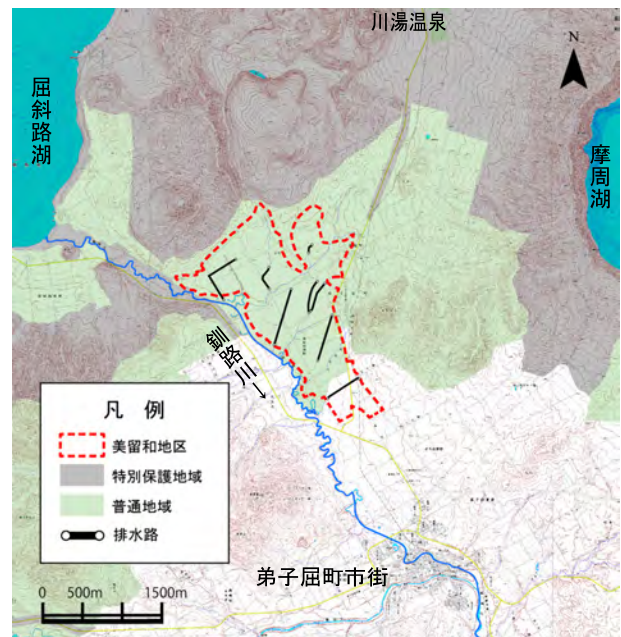 川湯温泉
N
屈斜路湖
摩周湖
釧路川
↓
凡 例
美留和地区
特別保護地域
普通地域
排水路
0 500m 1500m
弟子屈町市街